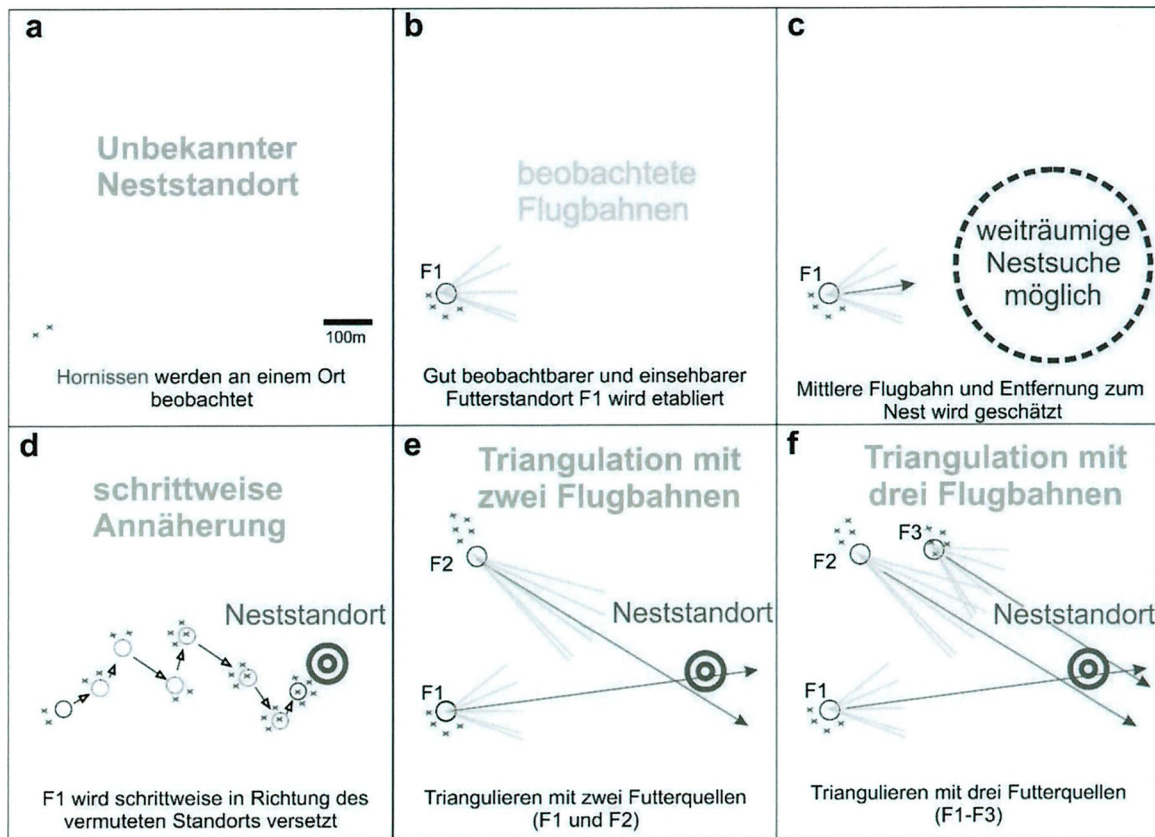 a
Unbekannter
Neststandort
100m
Hornissen werden an einem Ort
beobachtet
b
beobachtete
Flugbahnen
F1
Gut beobachtbarer und einsehbarer
Futterstandort F1 wird etabliert
c
weiträumige
Nestsuche
möglich
F1
Mittlere Flugbahn und Entfernung zum
Nest wird geschätzt
d
schrittweise
Annäherung
Neststandort
F1 wird schrittweise in Richtung des
vermuteten Standorts versetzt
e
Triangulation mit
zwei Flugbahnen
F2
Neststandort
F1
Triangulieren mit zwei Futterquellen
(F1 und F2)
f
Triangulation mit
drei Flugbahnen
F3
F2
Neststandort
F1
Triangulieren mit drei Futterquellen
(F1-F3)